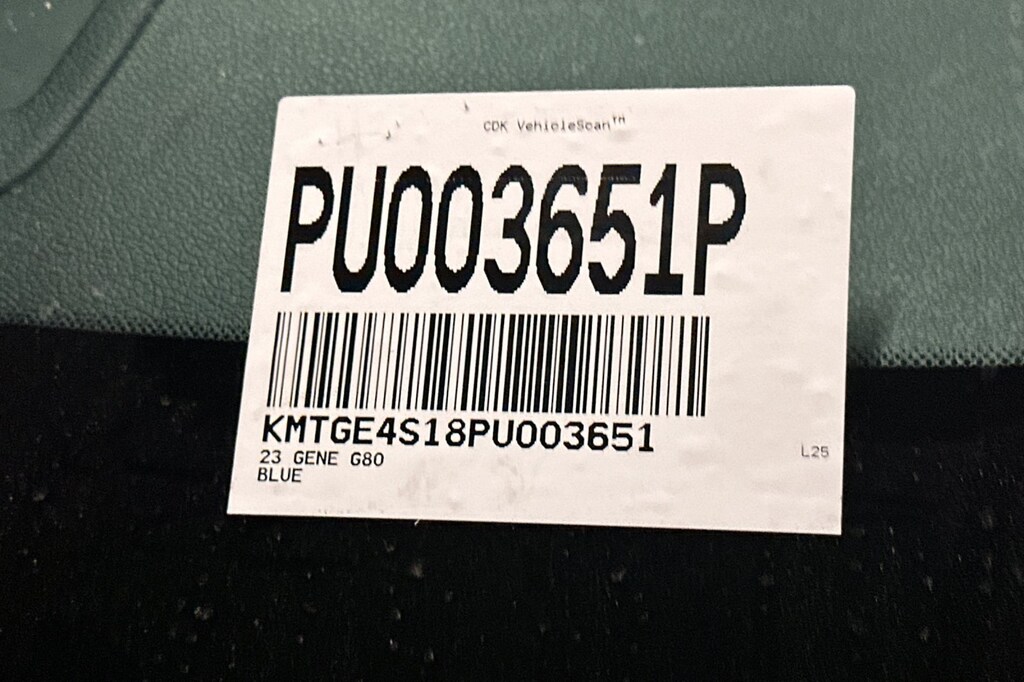 CDK VehicleScan™
PU003651P
KMTGE4S18PU003651
23 GENE G80
BLUE
L25